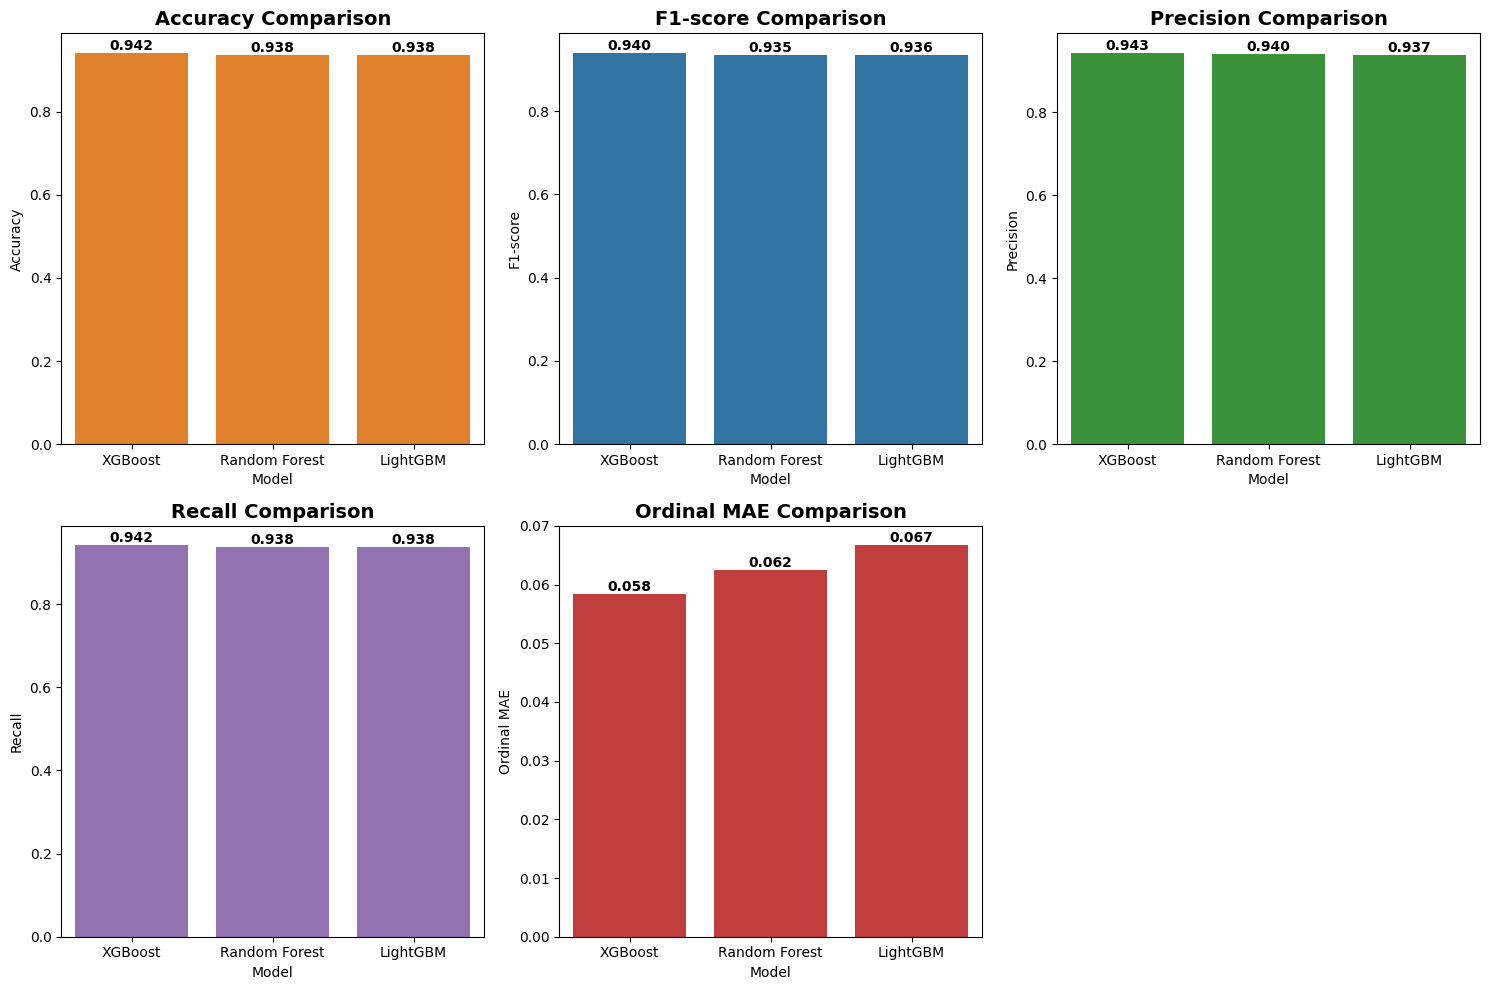 Accuracy Comparison
0.942 0.938 0.938
0.8
0.6
0.4
0.2
0.0
Accuracy
XGBoost Random Forest LightGBM
Model
F1-score Comparison
0.940 0.935 0.936
0.8
0.6
0.4
0.2
0.0
F1-score
XGBoost Random Forest LightGBM
Model
Precision Comparison
0.943 0.940 0.937
0.8
0.6
0.4
0.2
0.0
Precision
XGBoost Random Forest LightGBM
Model
Recall Comparison
0.942 0.938 0.938
0.8
0.6
0.4
0.2
0.0
Recall
XGBoost Random Forest LightGBM
Model
Ordinal MAE Comparison
0.058 0.062 0.067
0.07
0.06
0.05
0.04
0.03
0.02
0.01
0.00
Ordinal MAE
XGBoost Random Forest LightGBM
Model